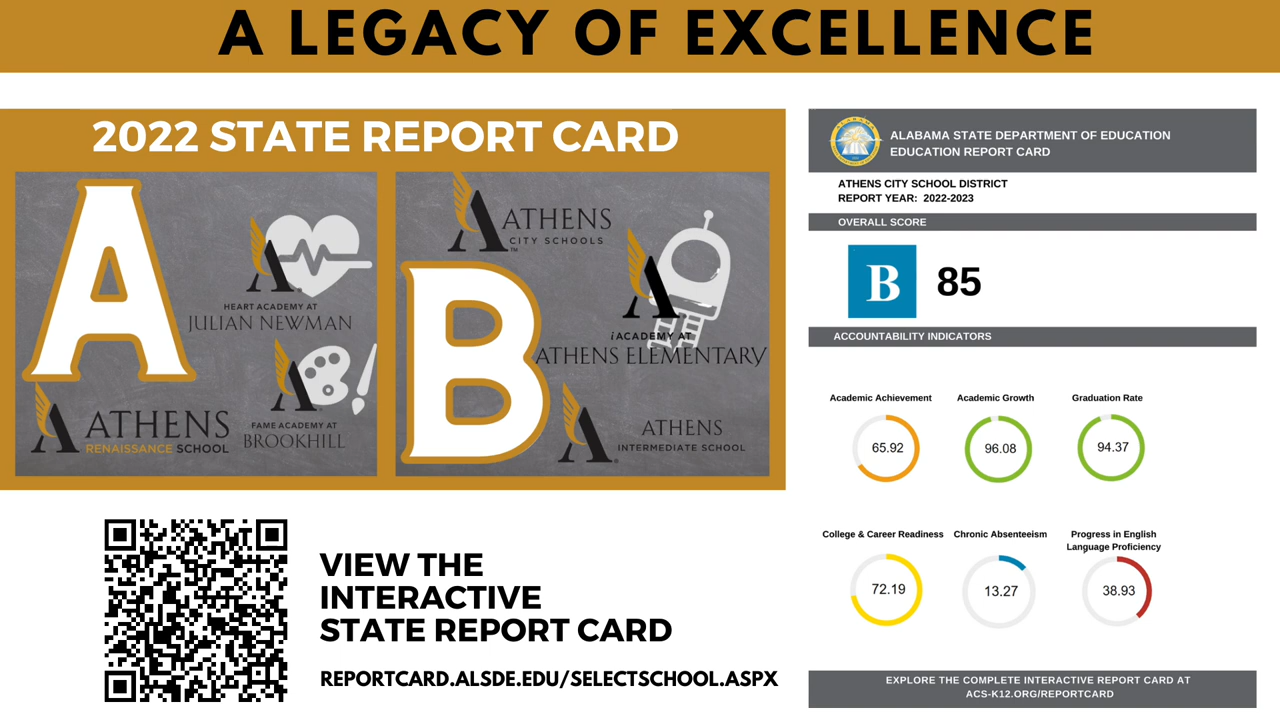 A LEGACY OF EXCELLENCE
2022 STATE REPORT CARD
A
HEART ACADEMY AT
JULIAN NEWMAN
ATHENS
RENAISSANCE SCHOOL
FAME ACADEMY AT
BROOKHILL
B
ATHENS
CITY SCHOOLS
iACADEMY AT
ATHENS ELEMENTARY
ATHENS
INTERMEDIATE SCHOOL
VIEW THE
INTERACTIVE
STATE REPORT CARD
REPORTCARD.ALSDE.EDU/SELECTSCHOOL.ASPX
ALABAMA STATE DEPARTMENT OF EDUCATION
EDUCATION REPORT CARD
ATHENS CITY SCHOOL DISTRICT
REPORT YEAR: 2022-2023
OVERALL SCORE
B 85
ACCOUNTABILITY INDICATORS
Academic Achievement
65.92
Academic Growth
96.08
Graduation Rate
94.37
College & Career Readiness
72.19
Chronic Absenteeism
13.27
Progress in English
Language Proficiency
38.93
EXPLORE THE COMPLETE INTERACTIVE REPORT CARD AT
ACS-K12.ORG/REPORTCARD